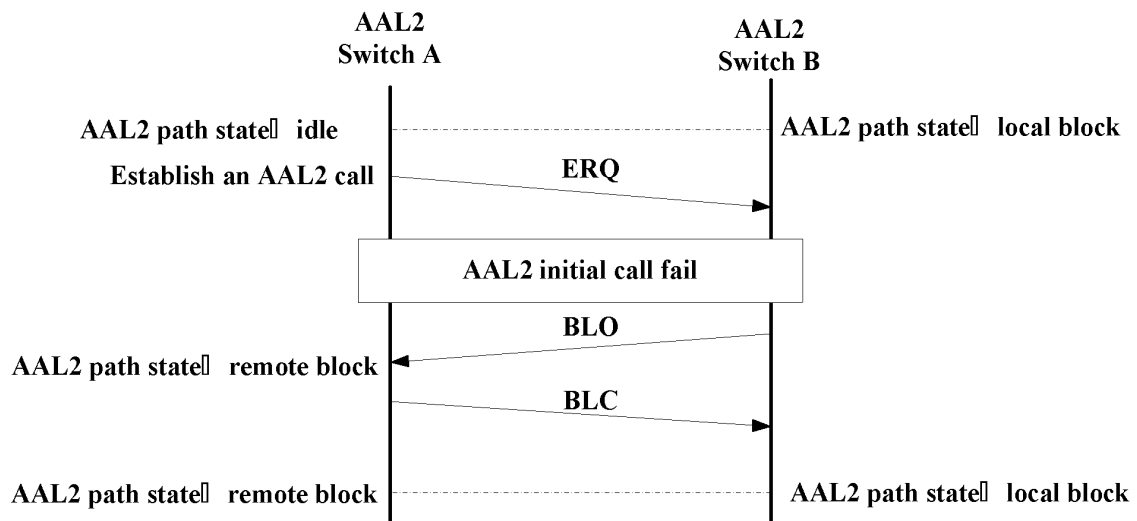 AAL2
Switch A
AAL2
Switch B
AAL2 path state▯ idle
AAL2 path state▯ local block
Establish an AAL2 call
ERQ
AAL2 initial call fail
BLO
AAL2 path state▯ remote block
BLC
AAL2 path state▯ remote block
AAL2 path state▯ local block